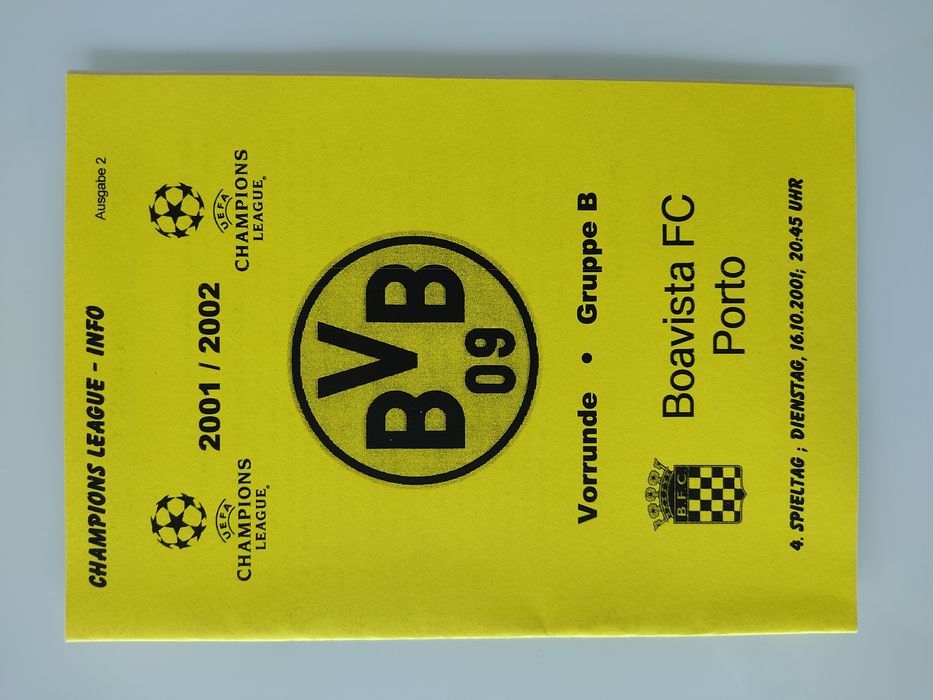 Ausgabe 2
CHAMPIONS LEAGUE - INFO
2001 / 2002
UEFA
CHAMPIONS
LEAGUE®
UEFA
CHAMPIONS
LEAGUE®
BVB
09
Vorrunde • Gruppe B
B.F.C.
Boavista FC
Porto
4. SPIELTAG ; DIENSTAG, 16.10.2001; 20:45 UHR